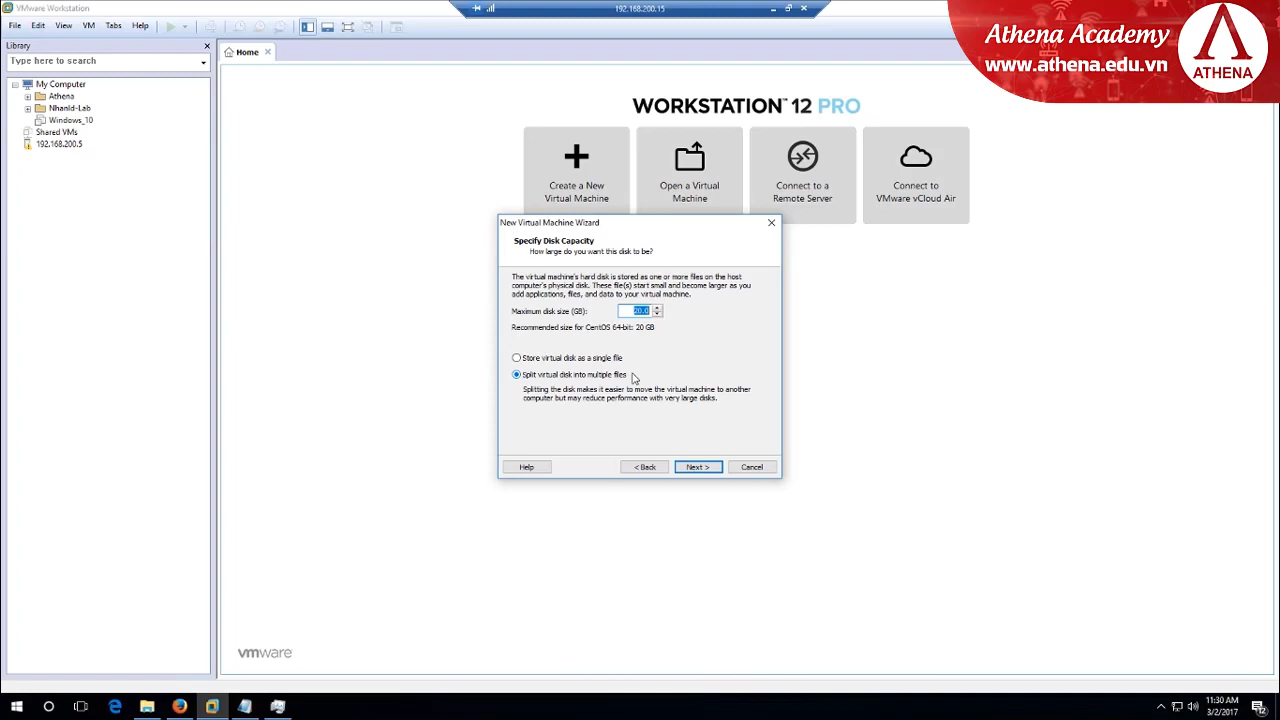 VMware Workstation
192.168.200.15
File Edit View VM Tabs Help
Library
Type here to search
My Computer
Athena
Nhanld-Lab
Windows_10
Shared VMs
192.168.200.5
Home
Athena Academy
www.athena.edu.vn
ATHENA
WORKSTATION™ 12 PRO
Create a New
Virtual Machine
Open a Virtual
Machine
Connect to a
Remote Server
Connect to
VMware vCloud Air
New Virtual Machine Wizard
Specify Disk Capacity
How large do you want this disk to be?
The virtual machine's hard disk is stored as one or more files on the host
computer's physical disk. These file(s) start small and become larger as you
add applications, files, and data to your virtual machine.
Maximum disk size (GB): 20.0
Recommended size for CentOS 64-bit: 20 GB
Store virtual disk as a single file
Split virtual disk into multiple files
Splitting the disk makes it easier to move the virtual machine to another
computer but may reduce performance with very large disks.
Help < Back Next > Cancel
vmware
11:30 AM
3/2/2017
12